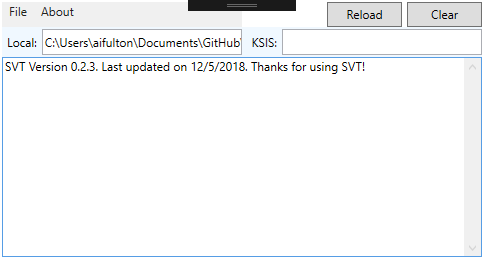 File About Reload Clear
Local: C:\Users\aifulton\Documents\GitHub\ KSIS:
SVT Version 0.2.3. Last updated on 12/5/2018. Thanks for using SVT!